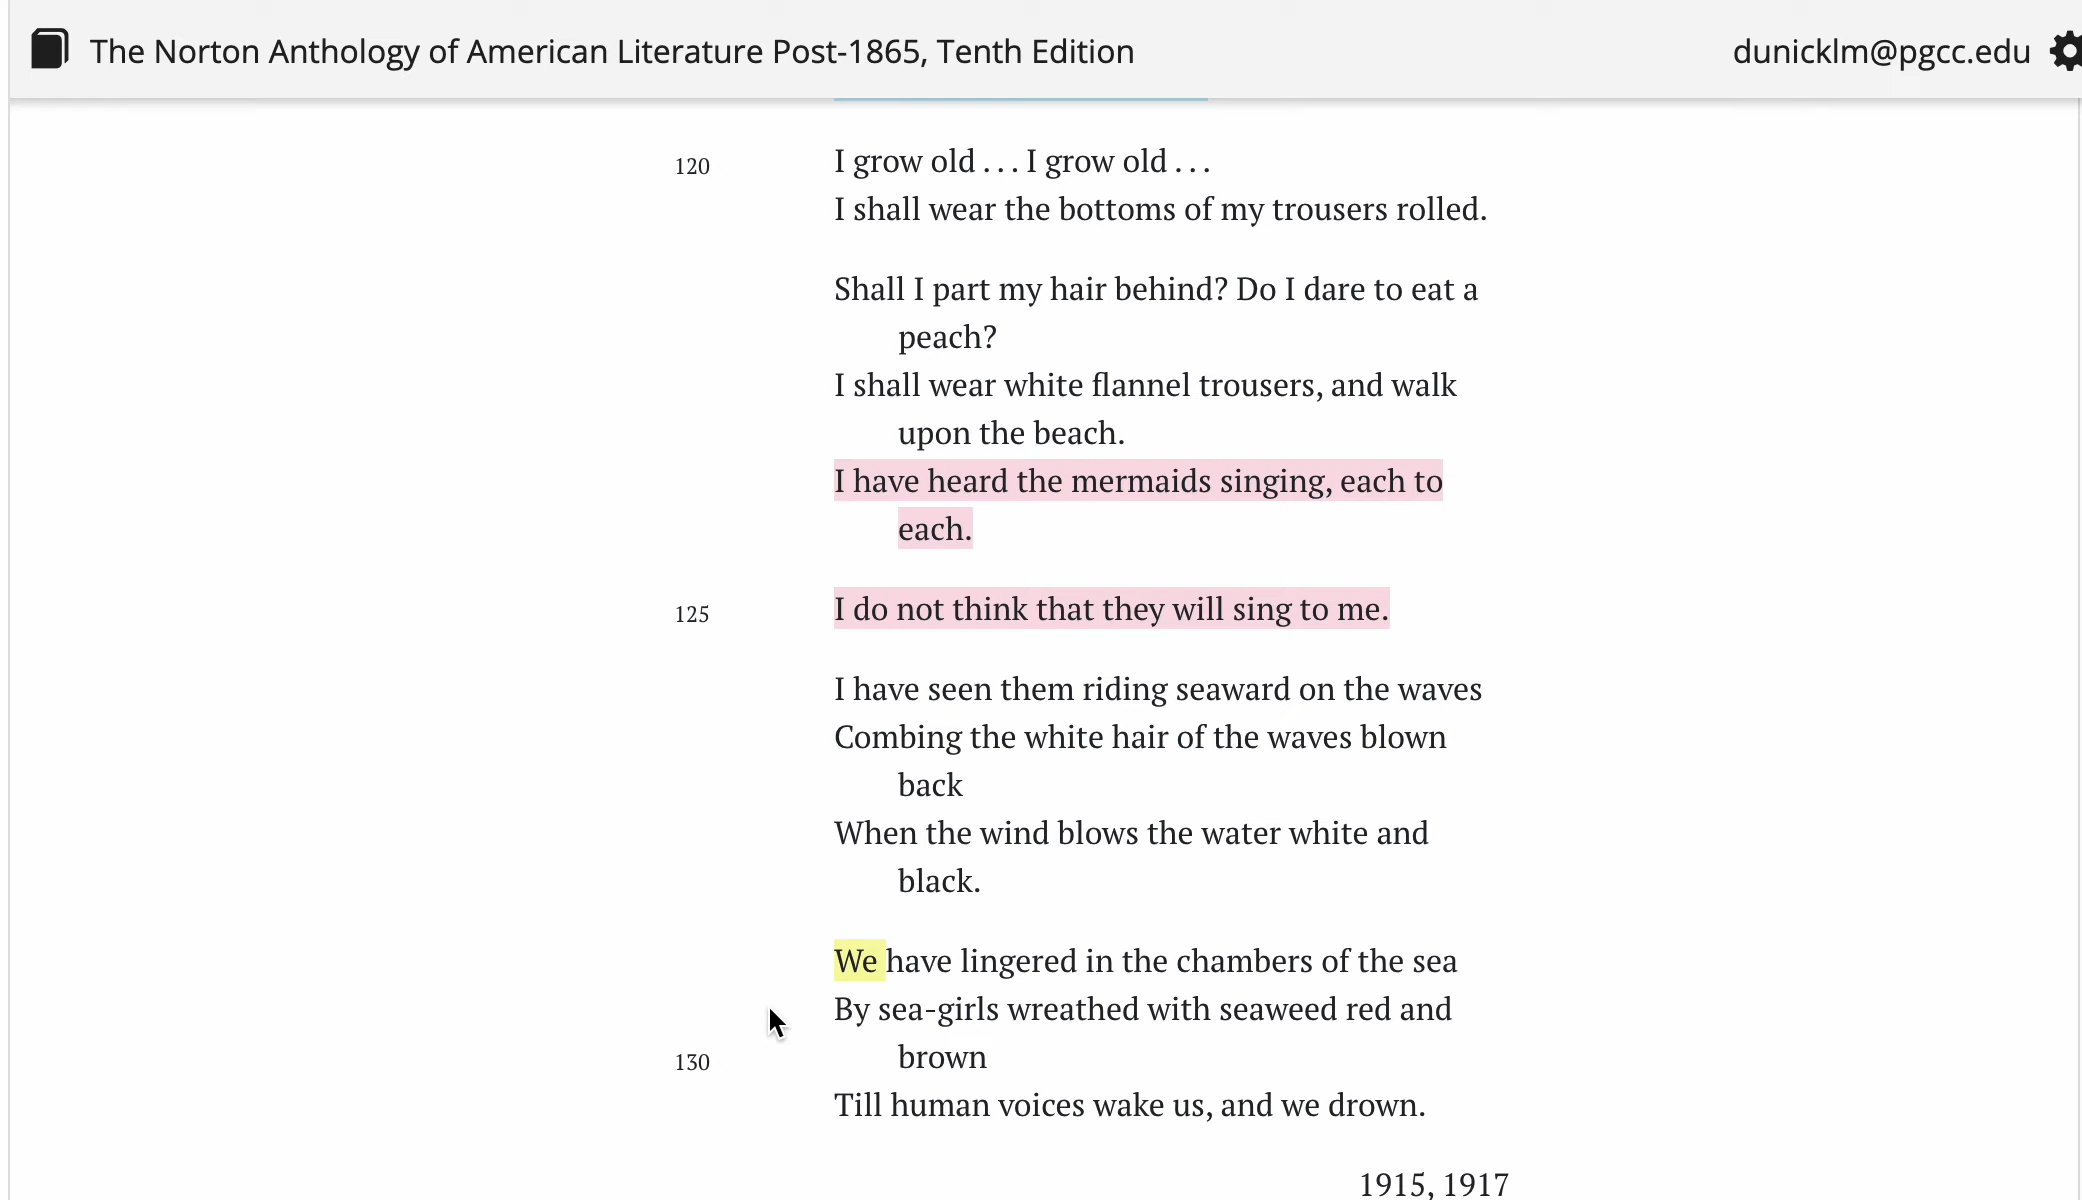 The Norton Anthology of American Literature Post-1865, Tenth Edition
dunicklm@pgcc.edu
120 I grow old . . . I grow old . . .
I shall wear the bottoms of my trousers rolled.
Shall I part my hair behind? Do I dare to eat a
peach?
I shall wear white flannel trousers, and walk
upon the beach.
I have heard the mermaids singing, each to
each.
125 I do not think that they will sing to me.
I have seen them riding seaward on the waves
Combing the white hair of the waves blown
back
When the wind blows the water white and
black.
We have lingered in the chambers of the sea
By sea-girls wreathed with seaweed red and
130 brown
Till human voices wake us, and we drown.
1915, 1917